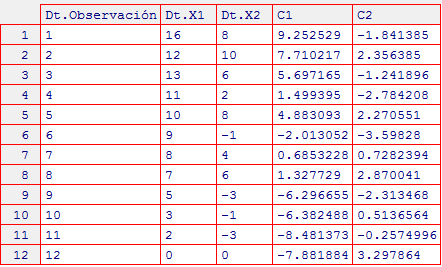 Dt.Observación Dt.X1 Dt.X2 C1 C2
1 1 16 8 9.252529 -1.841385
2 2 12 10 7.710217 2.356385
3 3 13 6 5.697165 -1.241896
4 4 11 2 1.499395 -2.784208
5 5 10 8 4.883093 2.270551
6 6 9 -1 -2.013052 -3.59828
7 7 8 4 0.6853228 0.7282394
8 8 7 6 1.327729 2.870041
9 9 5 -3 -6.296655 -2.313468
10 10 3 -1 -6.382488 0.5136564
11 11 2 -3 -8.481373 -0.2574996
12 12 0 0 -7.881884 3.297864